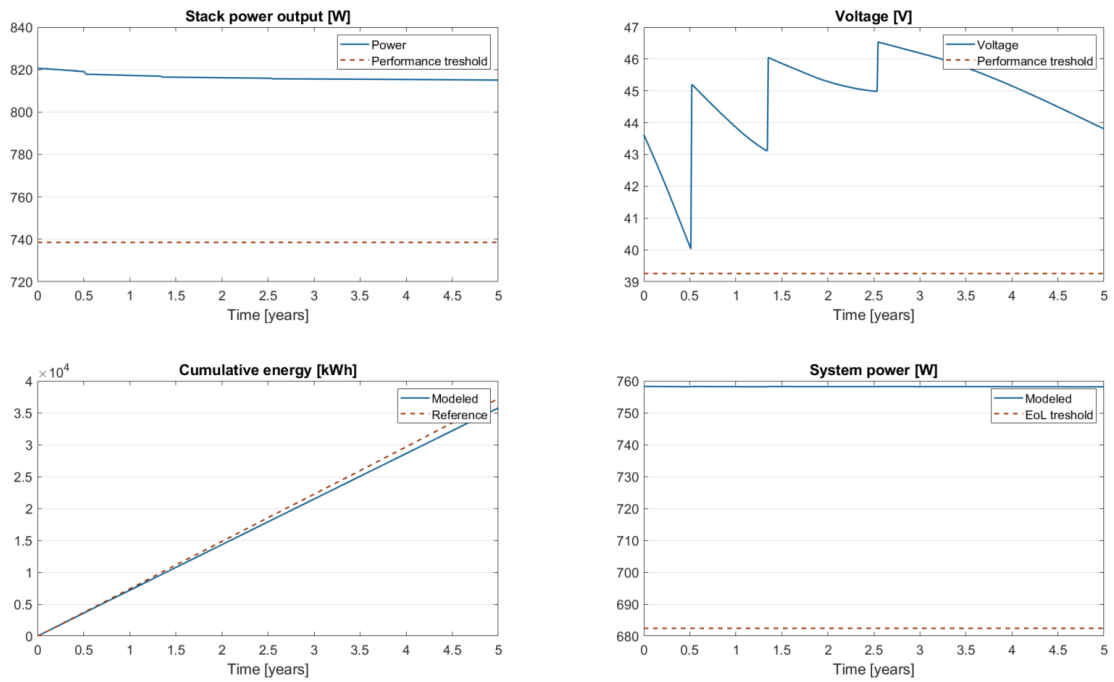 Stack power output [W]
840
820
800
780
760
740
720
Power
Performance treshold
0 0.5 1 1.5 2 2.5 3 3.5 4 4.5 5
Time [years]
Voltage [V]
47
46
45
44
43
42
41
40
39
Voltage
Performance treshold
0 0.5 1 1.5 2 2.5 3 3.5 4 4.5 5
Time [years]
Cumulative energy [kWh]
×10⁴
4
3.5
3
2.5
2
1.5
1
0.5
0
Modeled
Reference
0 0.5 1 1.5 2 2.5 3 3.5 4 4.5 5
Time [years]
System power [W]
760
750
740
730
720
710
700
690
680
Modeled
EoL treshold
0 0.5 1 1.5 2 2.5 3 3.5 4 4.5 5
Time [years]